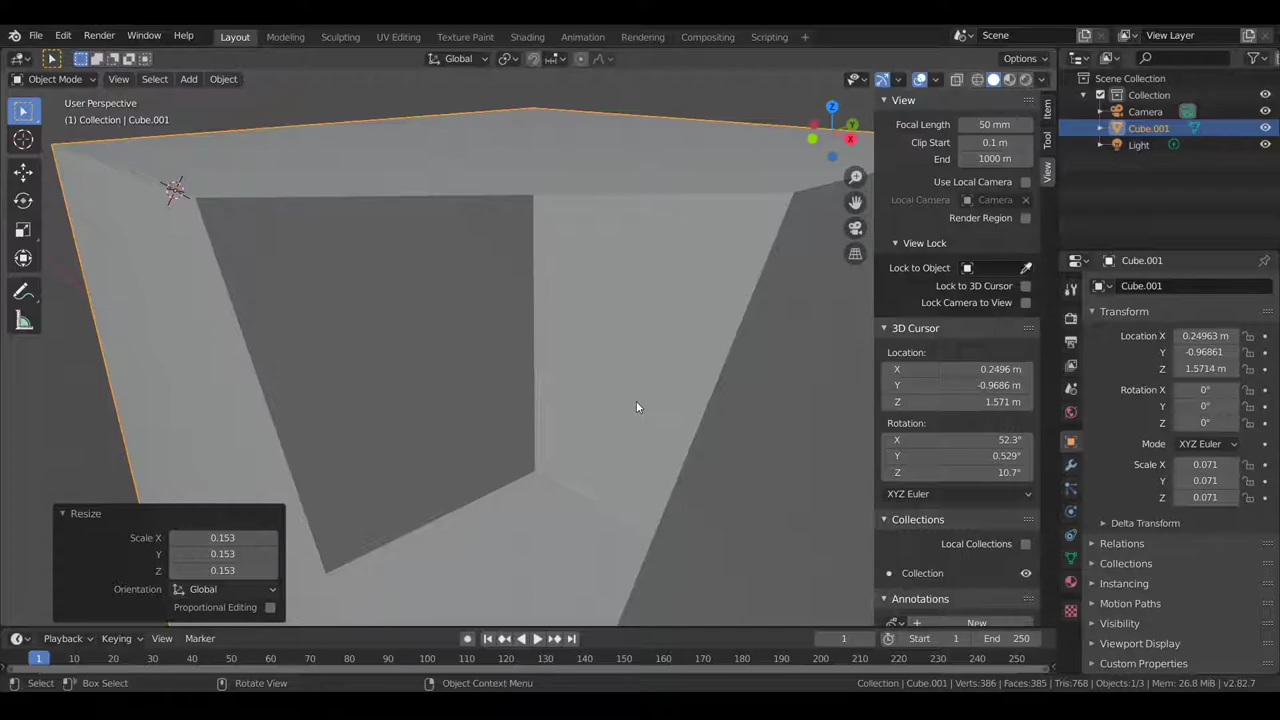 File Edit Render Window Help Layout Modeling Sculpting UV Editing Texture Paint Shading Animation Rendering Compositing Scripting + Scene View Layer
Global Options
Object Mode View Select Add Object
User Perspective
(1) Collection | Cube.001
Z
Y
X
View
Focal Length 50 mm
Clip Start 0.1 m
End 1000 m
Use Local Camera
Local Camera Camera
Render Region
View Lock
Lock to Object
Lock to 3D Cursor
Lock Camera to View
3D Cursor
Location:
X 0.2496 m
Y -0.9686 m
Z 1.571 m
Rotation:
X 52.3°
Y 0.529°
Z 10.7°
XYZ Euler
Collections
Local Collections
Collection
Annotations
New
Item
Tool
View
Scene Collection
Collection
Camera
Cube.001
Light
Cube.001
Cube.001
Transform
Location X 0.24963 m
Y -0.96861
Z 1.5714 m
Rotation X 0°
Y 0°
Z 0°
Mode XYZ Euler
Scale X 0.071
Y 0.071
Z 0.071
Delta Transform
Relations
Collections
Instancing
Motion Paths
Visibility
Viewport Display
Custom Properties
Resize
Scale X 0.153
Y 0.153
Z 0.153
Orientation Global
Proportional Editing
Playback Keying View Marker 1 Start 1 End 250
1 10 20 30 40 50 60 70 80 90 100 110 120 130 140 150 160 170 180 190 200 210 220 230 240 250
Select Box Select Rotate View Object Context Menu Collection | Cube.001 | Verts:386 | Faces:385 | Tris:768 | Objects:1/3 | Mem: 26.8 MiB | v2.82.7